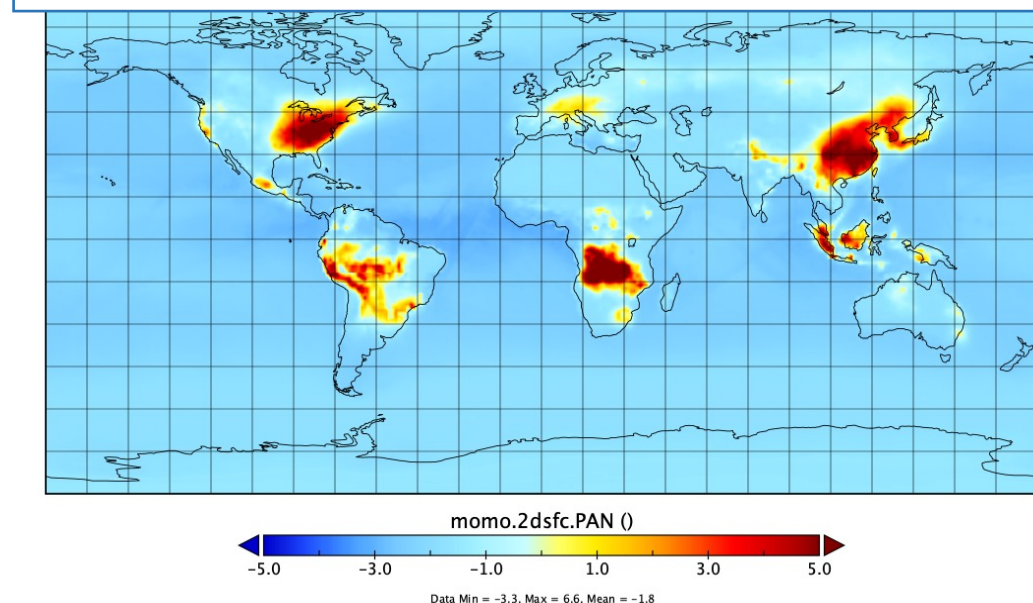 momo.2dsfc.PAN ()
-5.0 -3.0 -1.0 1.0 3.0 5.0
Data Min = -3.3, Max = 6.6, Mean = -1.8